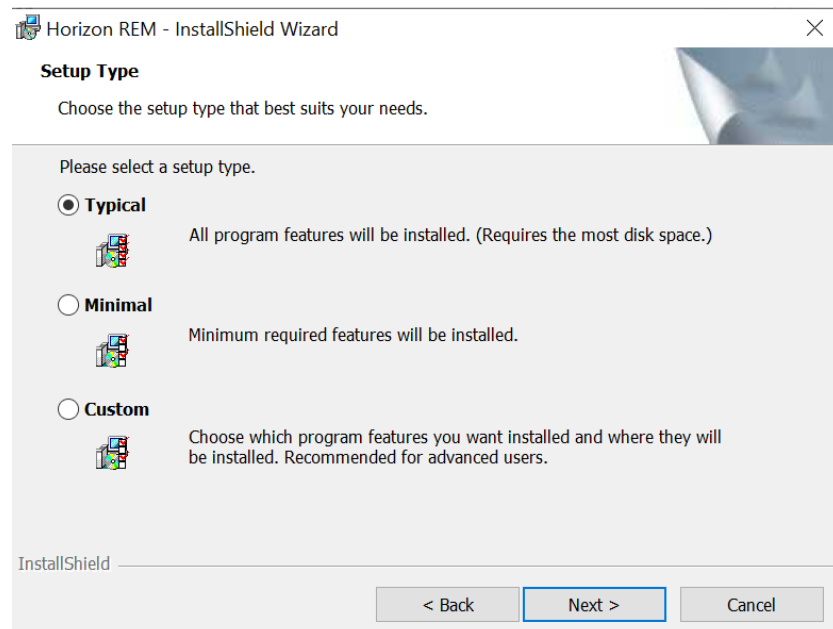 Horizon REM - InstallShield Wizard
Setup Type
Choose the setup type that best suits your needs.
Please select a setup type.
Typical
All program features will be installed. (Requires the most disk space.)
Minimal
Minimum required features will be installed.
Custom
Choose which program features you want installed and where they will
be installed. Recommended for advanced users.
InstallShield
< Back Next > Cancel